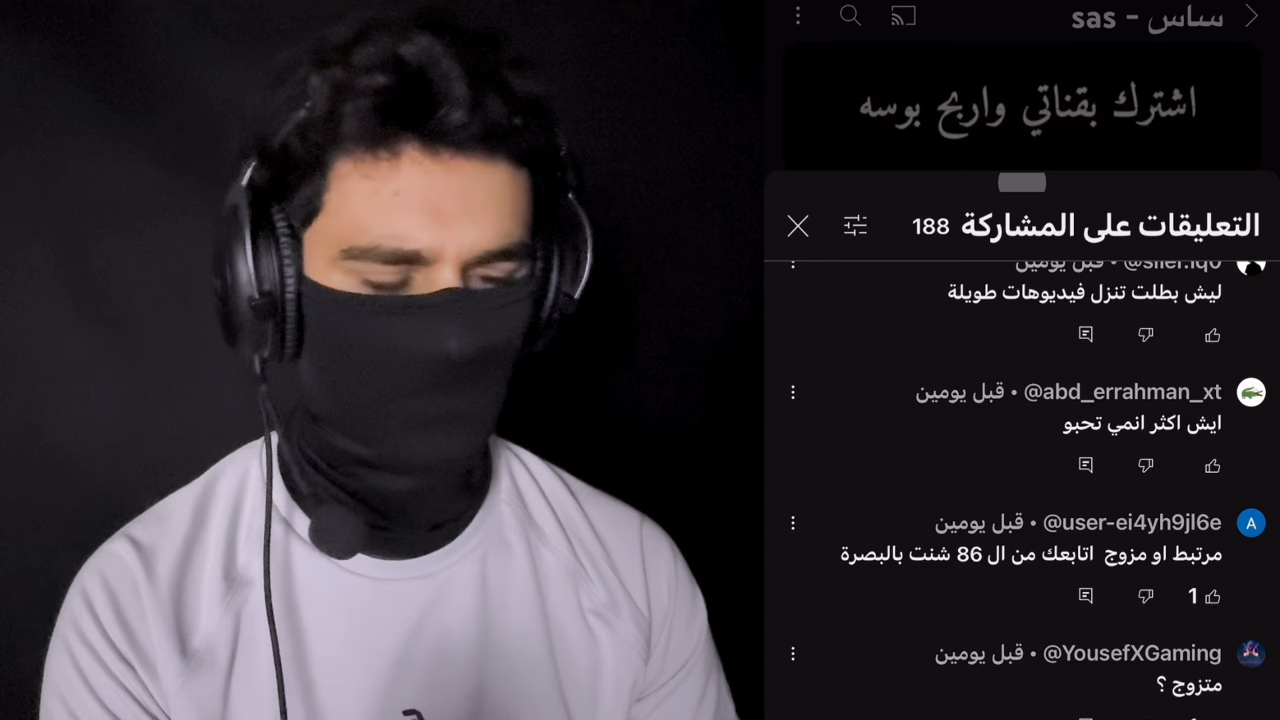 ساس - sas
اشترك بقناتي واربح بوسه
التعليقات على المشاركة 188
قبل يومين
ليش بطلت تنزل فيديوهات طويلة
@abd_errahman_xt • قبل يومين
ايش اكثر انمي تحبو
A
@user-ei4yh9jl6e • قبل يومين
مرتبط او مزوج اتابعك من ال 86 شنت بالبصرة
1
@YousefXGaming • قبل يومين
متزوج ؟